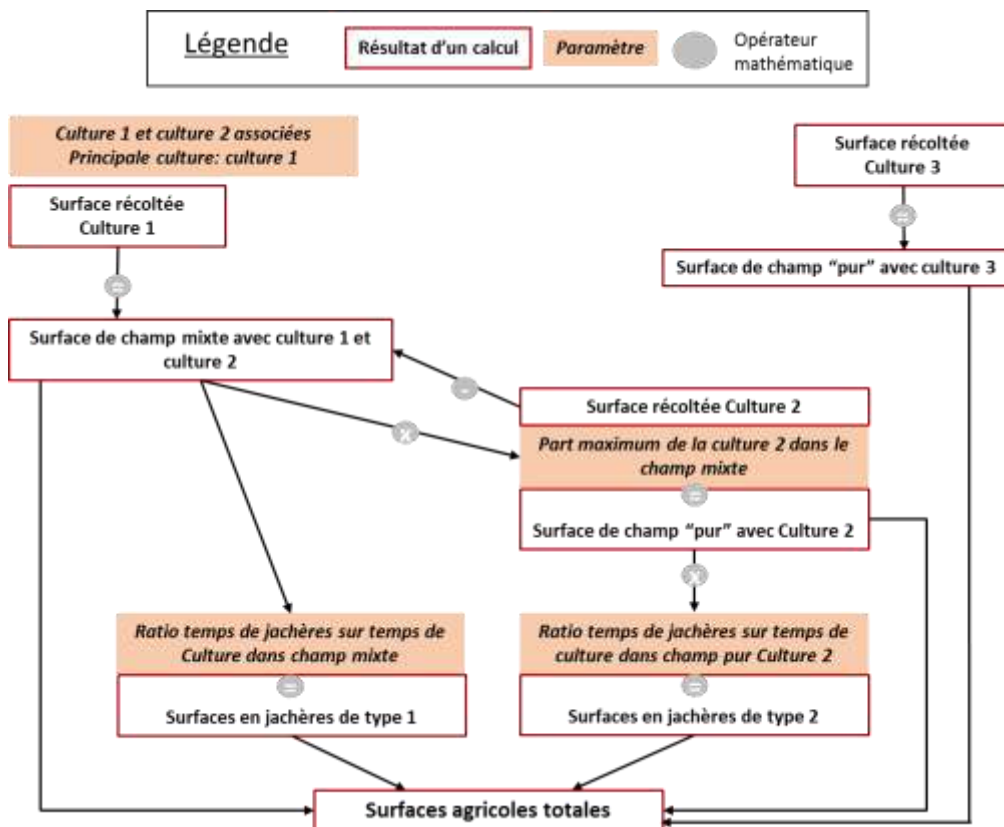 Légende
Résultat d'un calcul
Paramètre
Opérateur
mathématique
Culture 1 et culture 2 associées
Principale culture: culture 1
Surface récoltée
Culture 3
Surface récoltée
Culture 1
=
=
Surface de champ "pur" avec culture 3
Surface de champ mixte avec culture 1 et
culture 2
-
Surface récoltée Culture 2
x
Part maximum de la culture 2 dans le
champ mixte
=
Surface de champ "pur" avec Culture 2
x
Ratio temps de jachères sur temps de
Culture dans champ mixte
Ratio temps de jachères sur temps de
culture dans champ pur Culture 2
=
=
Surfaces en jachères de type 1
Surfaces en jachères de type 2
Surfaces agricoles totales